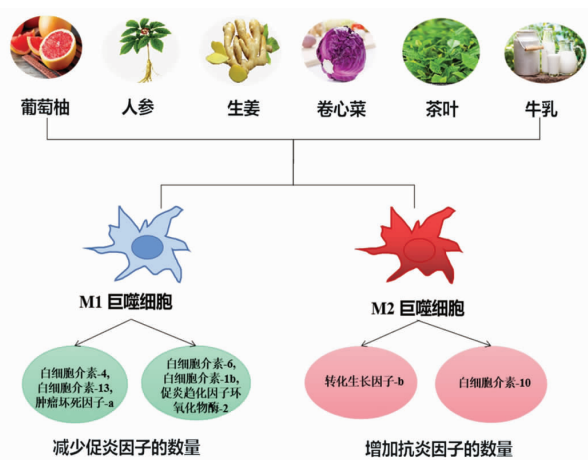 葡萄柚
人参
生姜
卷心菜
茶叶
牛乳
M1 巨噬细胞
M2 巨噬细胞
白细胞介素-4,
白细胞介素-13,
肿瘤坏死因子-a
白细胞介素-6,
白细胞介素-1b,
促炎趋化因子环
氧化物酶-2
转化生长因子-b
白细胞介素-10
减少促炎因子的数量
增加抗炎因子的数量